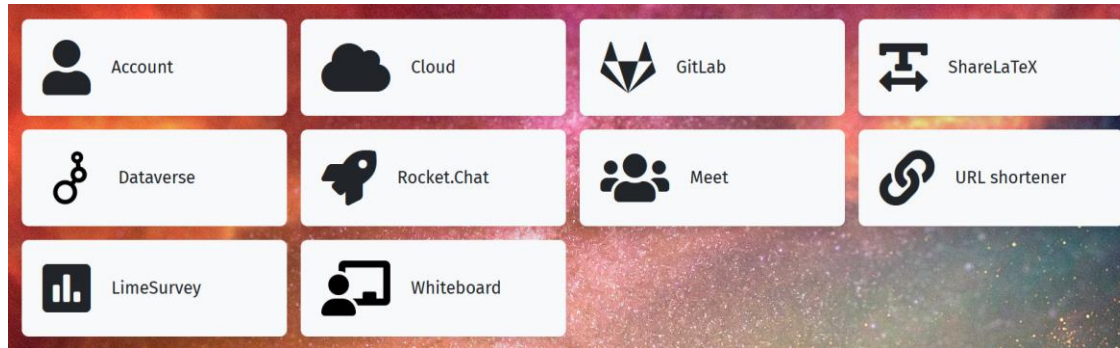 Account
Cloud
GitLab
ShareLaTeX
Dataverse
Rocket.Chat
Meet
URL shortener
LimeSurvey
Whiteboard